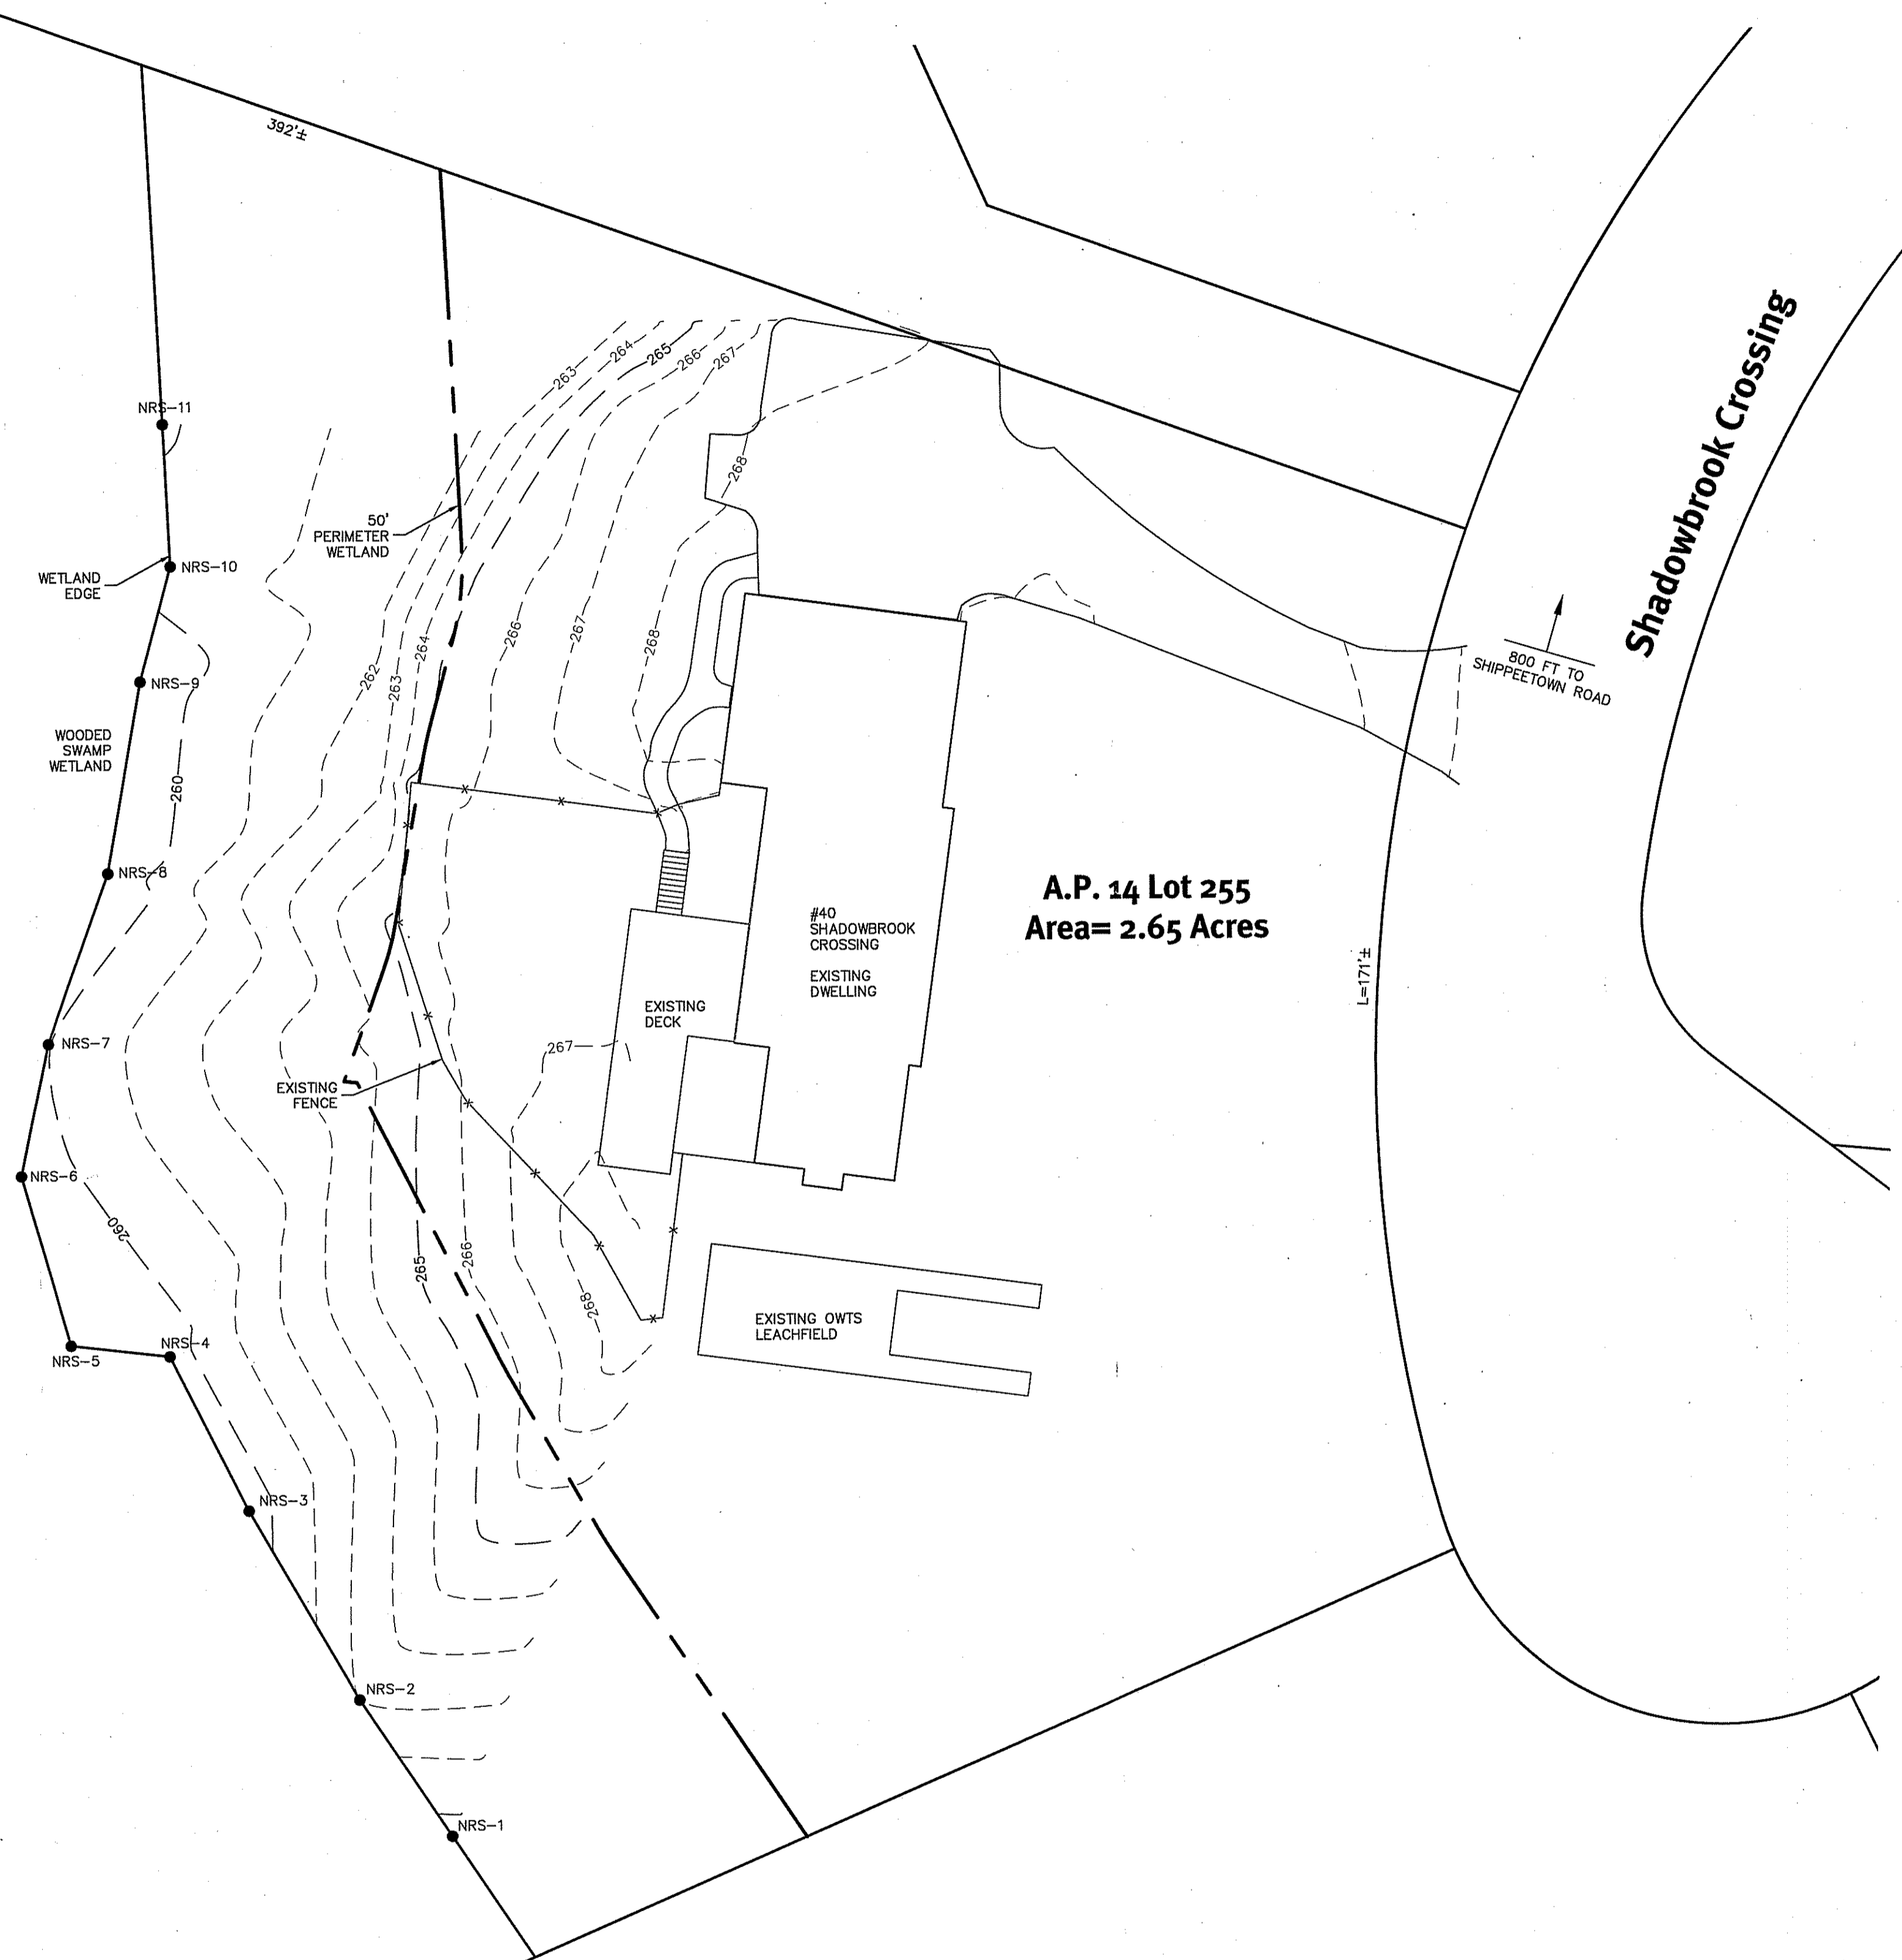 392'±
Shadowbrook Crossing
263
264
265
266
267
NRS-11
268
50'
PERIMETER
WETLAND
WETLAND
EDGE
NRS-10
266
267
268
264
262
263
800 FT TO
SHIPPEETOWN ROAD
NRS-9
WOODED
SWAMP
WETLAND
260
NRS-8
A.P. 14 Lot 255
Area= 2.65 Acres
#40
SHADOWBROOK
CROSSING
EXISTING
DWELLING
L=171'±
EXISTING
DECK
NRS-7
267
EXISTING
FENCE
NRS-6
260
265
266
268
EXISTING OWTS
LEACHFIELD
NRS-4
NRS-5
NRS-3
NRS-2
NRS-1